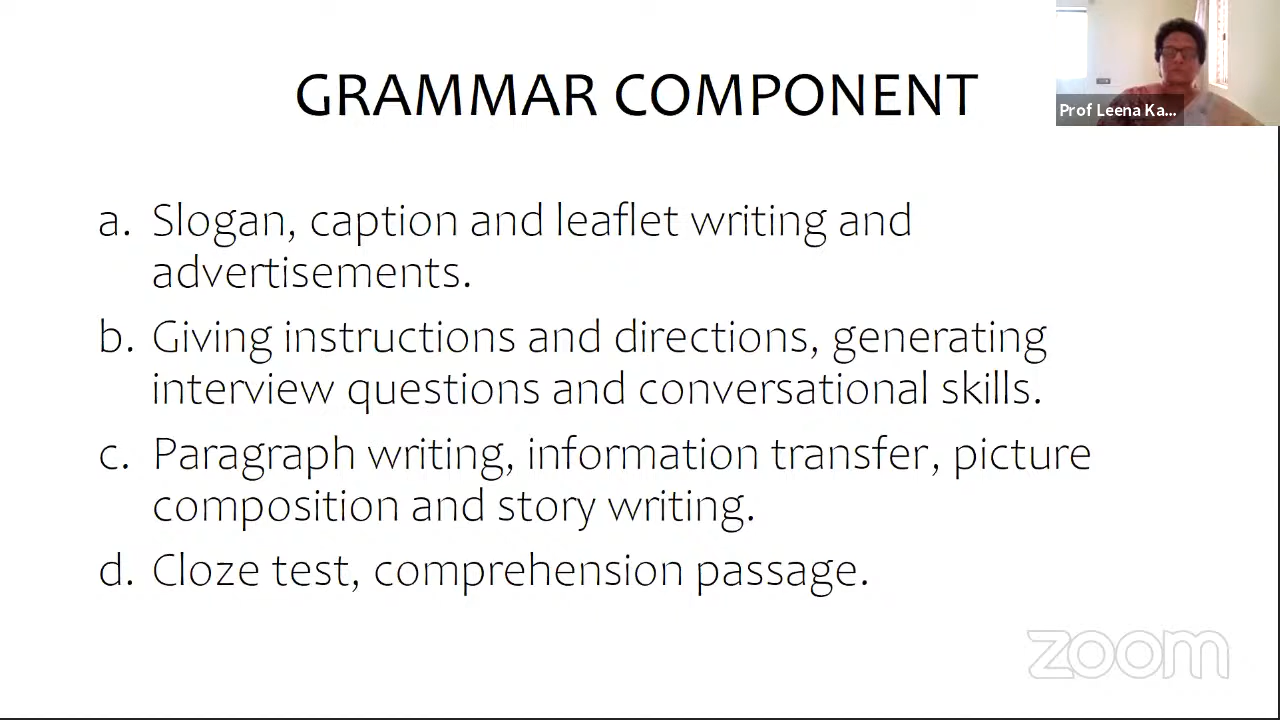 GRAMMAR COMPONENT
Prof Leena Ka...
a. Slogan, caption and leaflet writing and
advertisements.
b. Giving instructions and directions, generating
interview questions and conversational skills.
c. Paragraph writing, information transfer, picture
composition and story writing.
d. Cloze test, comprehension passage.
zoom